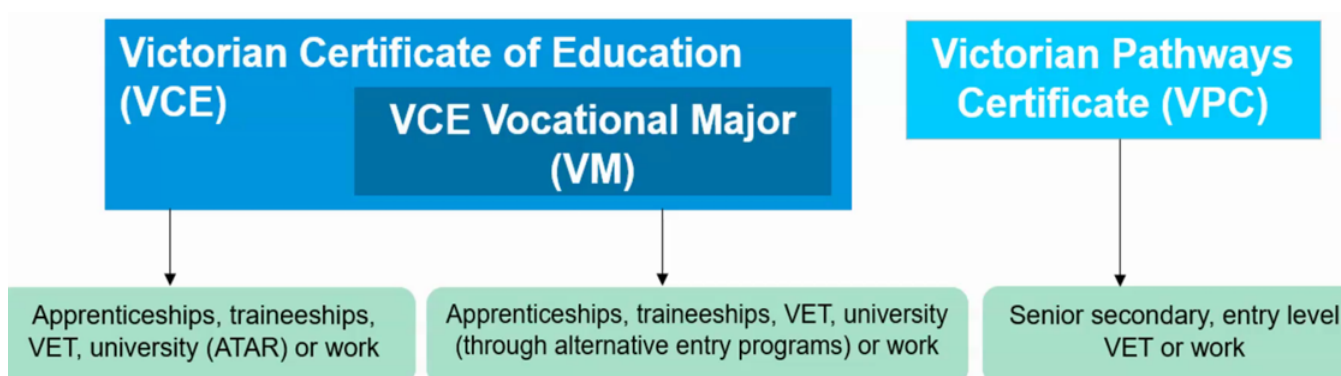 Victorian Certificate of Education
(VCE)
VCE Vocational Major
(VM)
Victorian Pathways
Certificate (VPC)
Apprenticeships, traineeships,
VET, university (ATAR) or work
Apprenticeships, traineeships, VET, university
(through alternative entry programs) or work
Senior secondary, entry level
VET or work